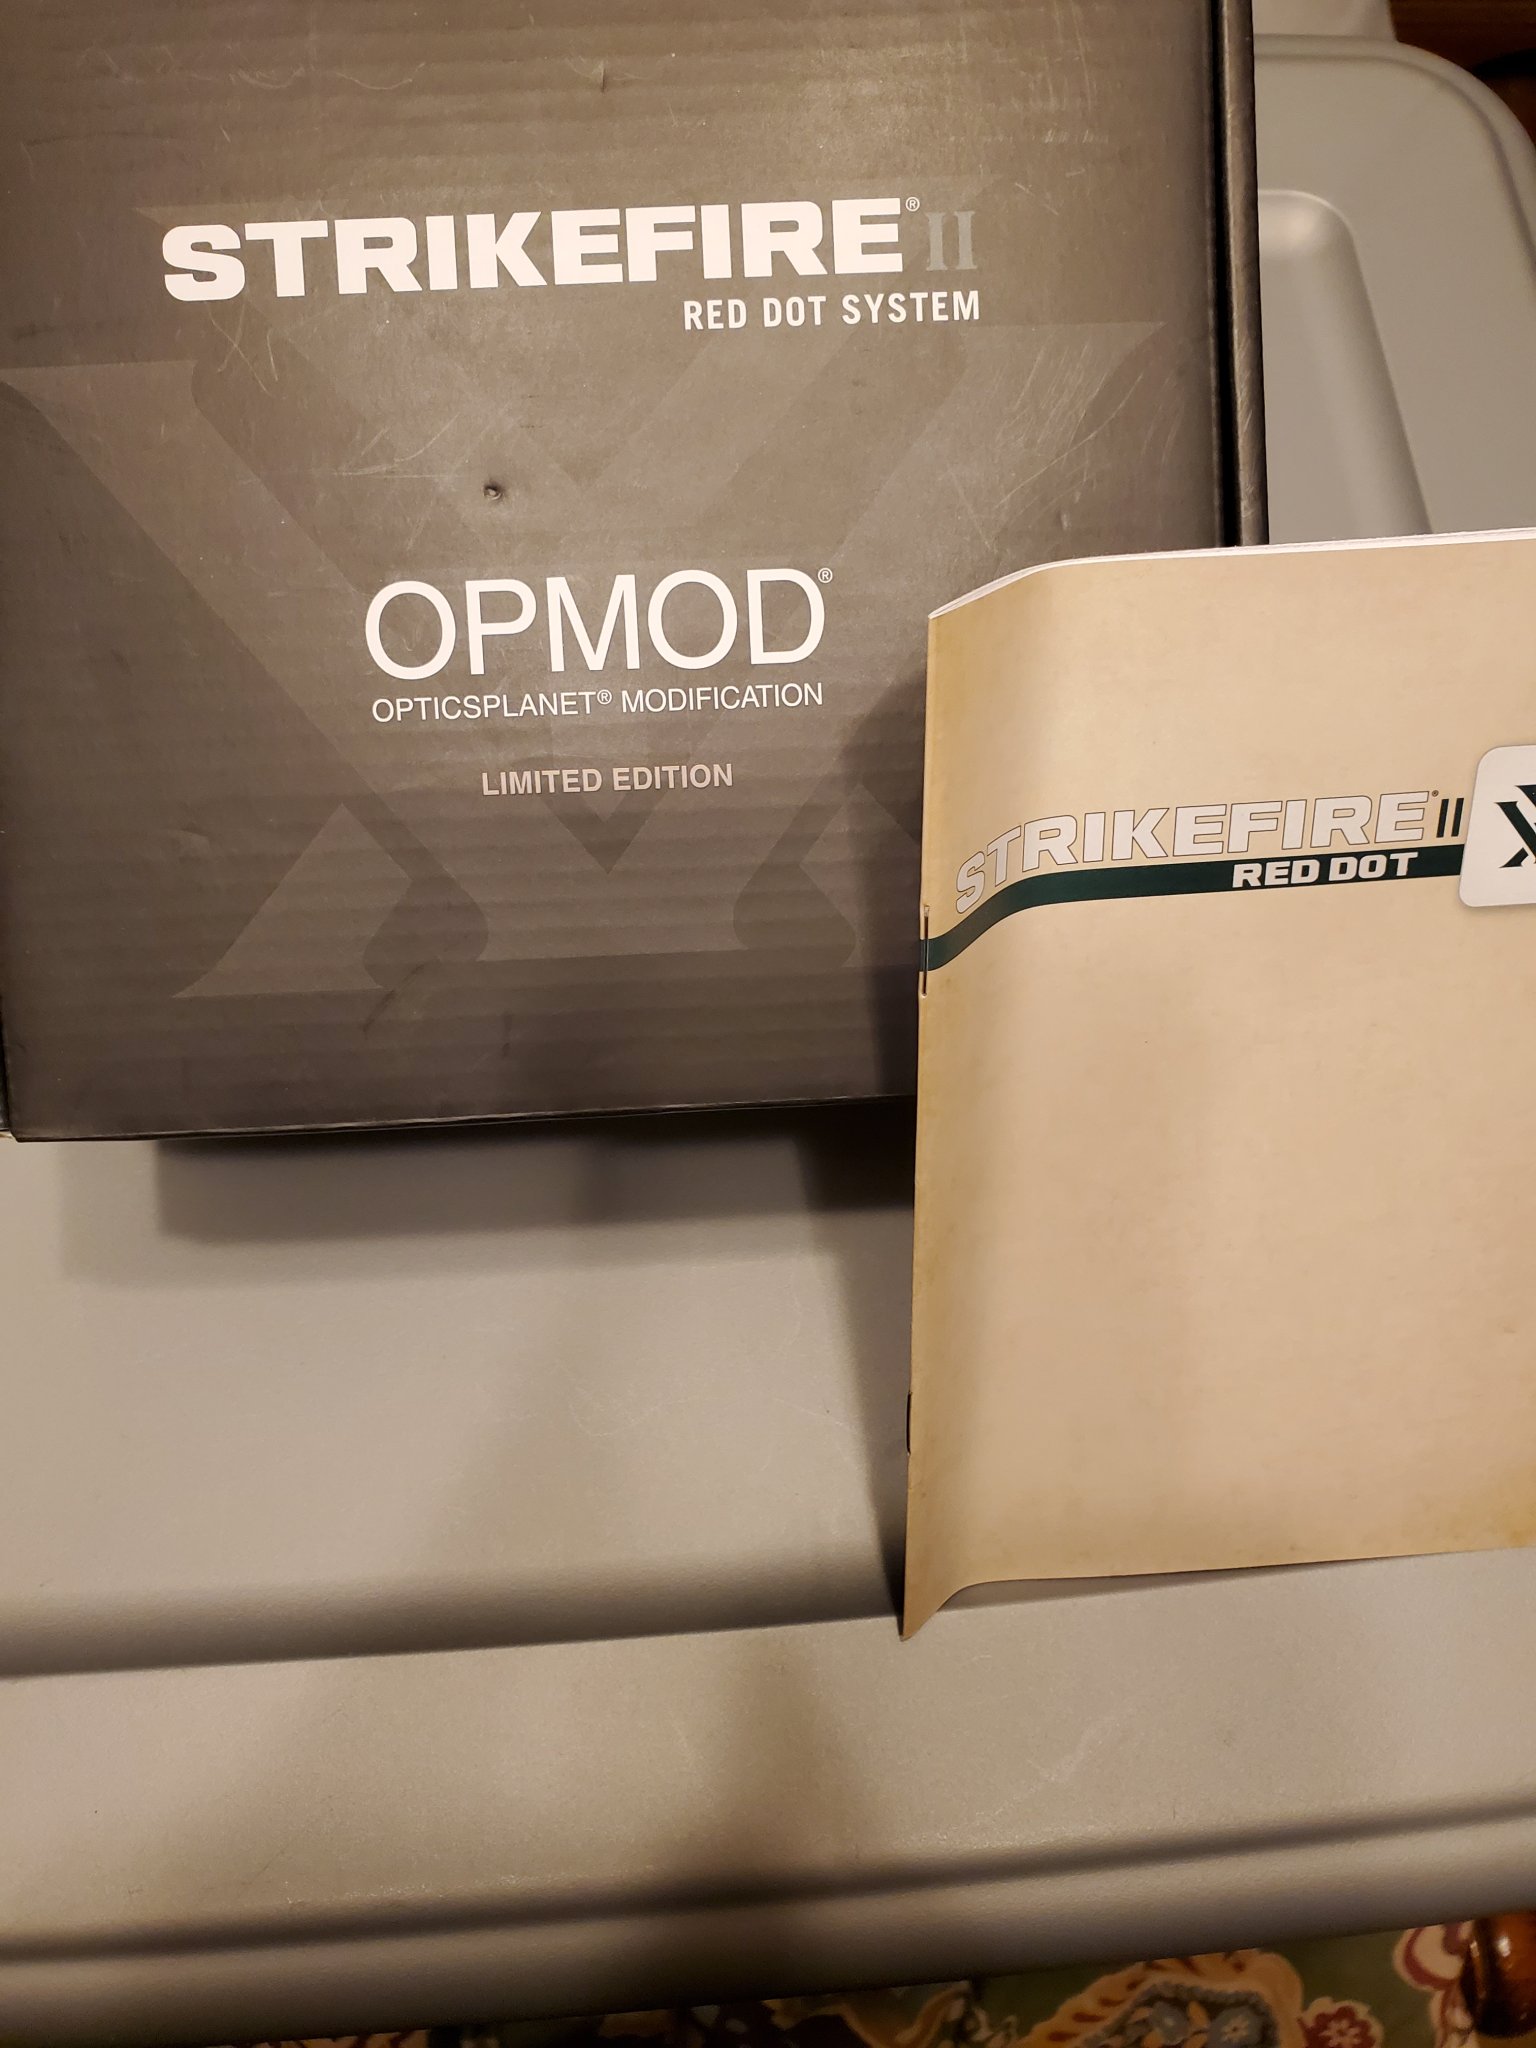 STRIKEFIRE® II
RED DOT SYSTEM
OPMOD®
OPTICSPLANET® MODIFICATION
LIMITED EDITION
STRIKEFIRE® II
RED DOT